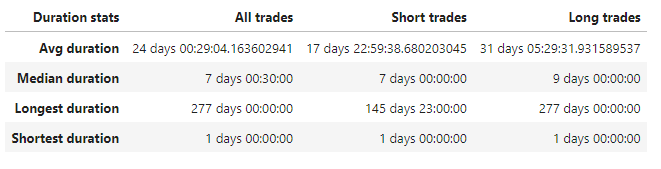 Duration stats All trades Short trades Long trades
Avg duration 24 days 00:29:04.163602941 17 days 22:59:38.680203045 31 days 05:29:31.931589537
Median duration 7 days 00:30:00 7 days 00:00:00 9 days 00:00:00
Longest duration 277 days 00:00:00 145 days 23:00:00 277 days 00:00:00
Shortest duration 1 days 00:00:00 1 days 00:00:00 1 days 00:00:00